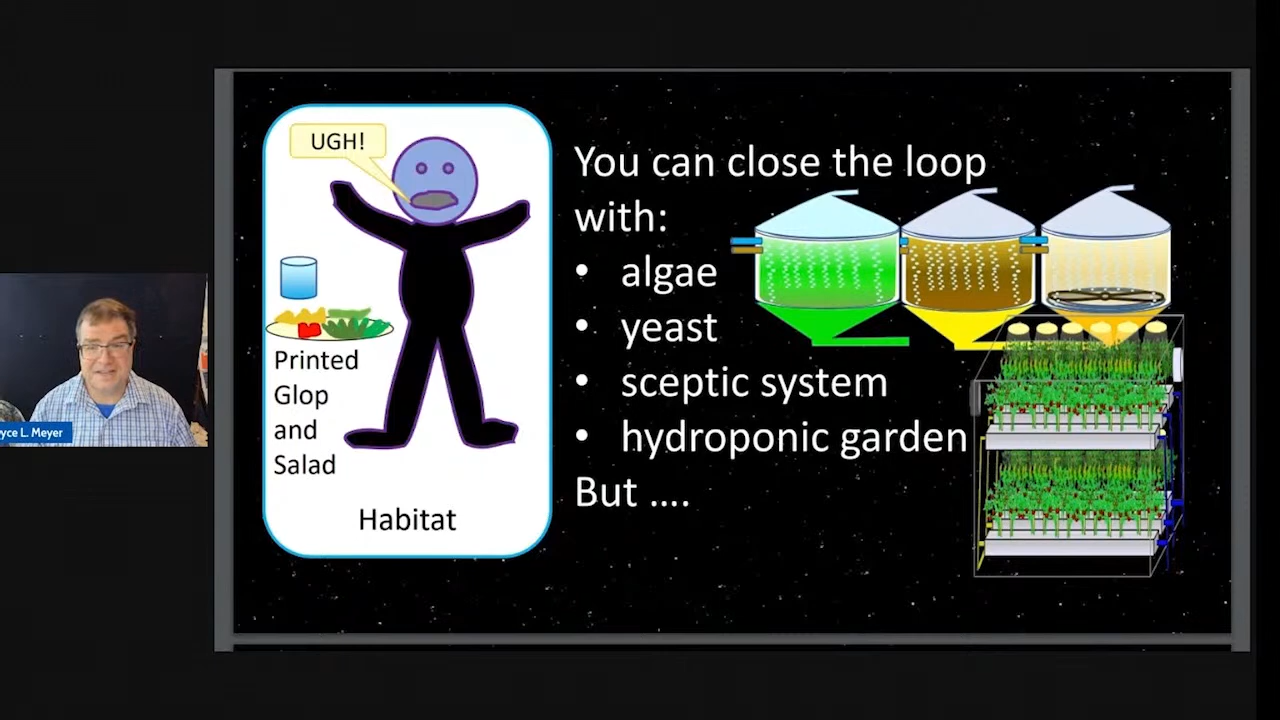 UGH!
Printed
Glop
and
Salad
Habitat
You can close the loop
with:
• algae
• yeast
• sceptic system
• hydroponic garden
But ....
yce L. Meyer